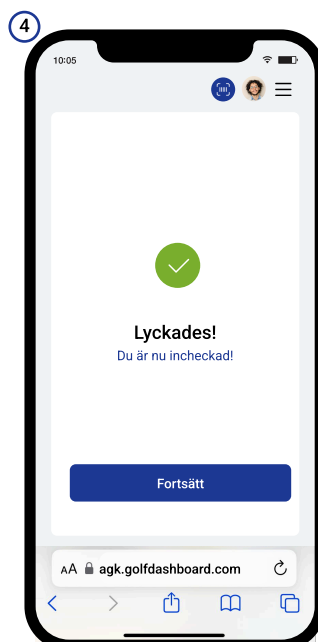 4
10:05
Lyckades!
Du är nu incheckad!
Fortsätt
AA agk.golfdashboard.com